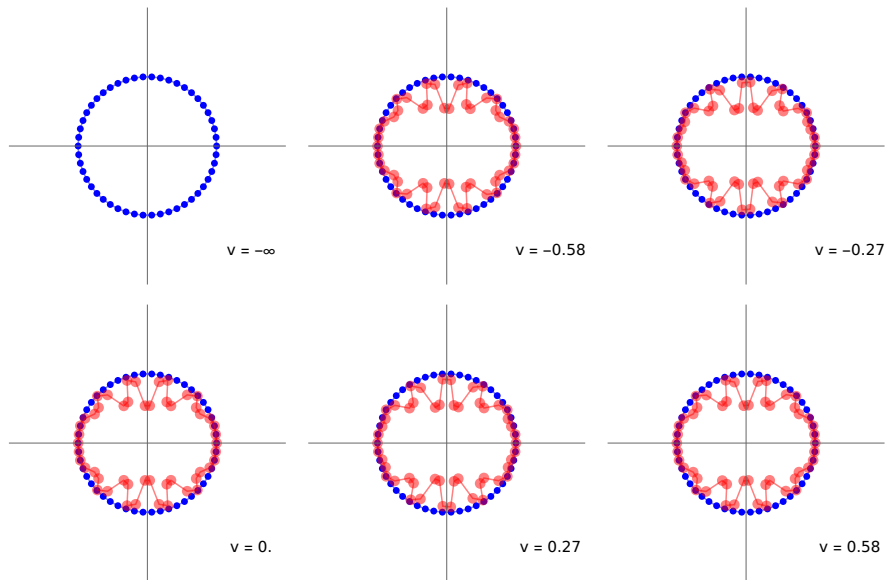 v = –∞
v = –0.58
v = –0.27
v = 0.
v = 0.27
v = 0.58